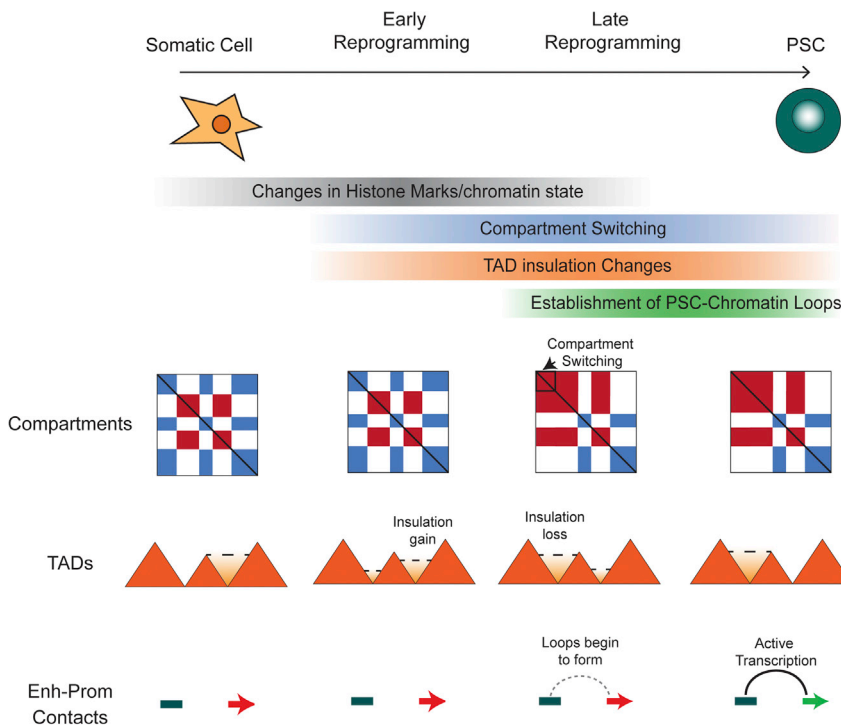 Somatic Cell
Early
Reprogramming
Late
Reprogramming
PSC
Changes in Histone Marks/chromatin state
Compartment Switching
TAD insulation Changes
Establishment of PSC-Chromatin Loops
Compartment
Switching
Compartments
Insulation
gain
Insulation
loss
TADs
Loops begin
to form
Active
Transcription
Enh-Prom
Contacts